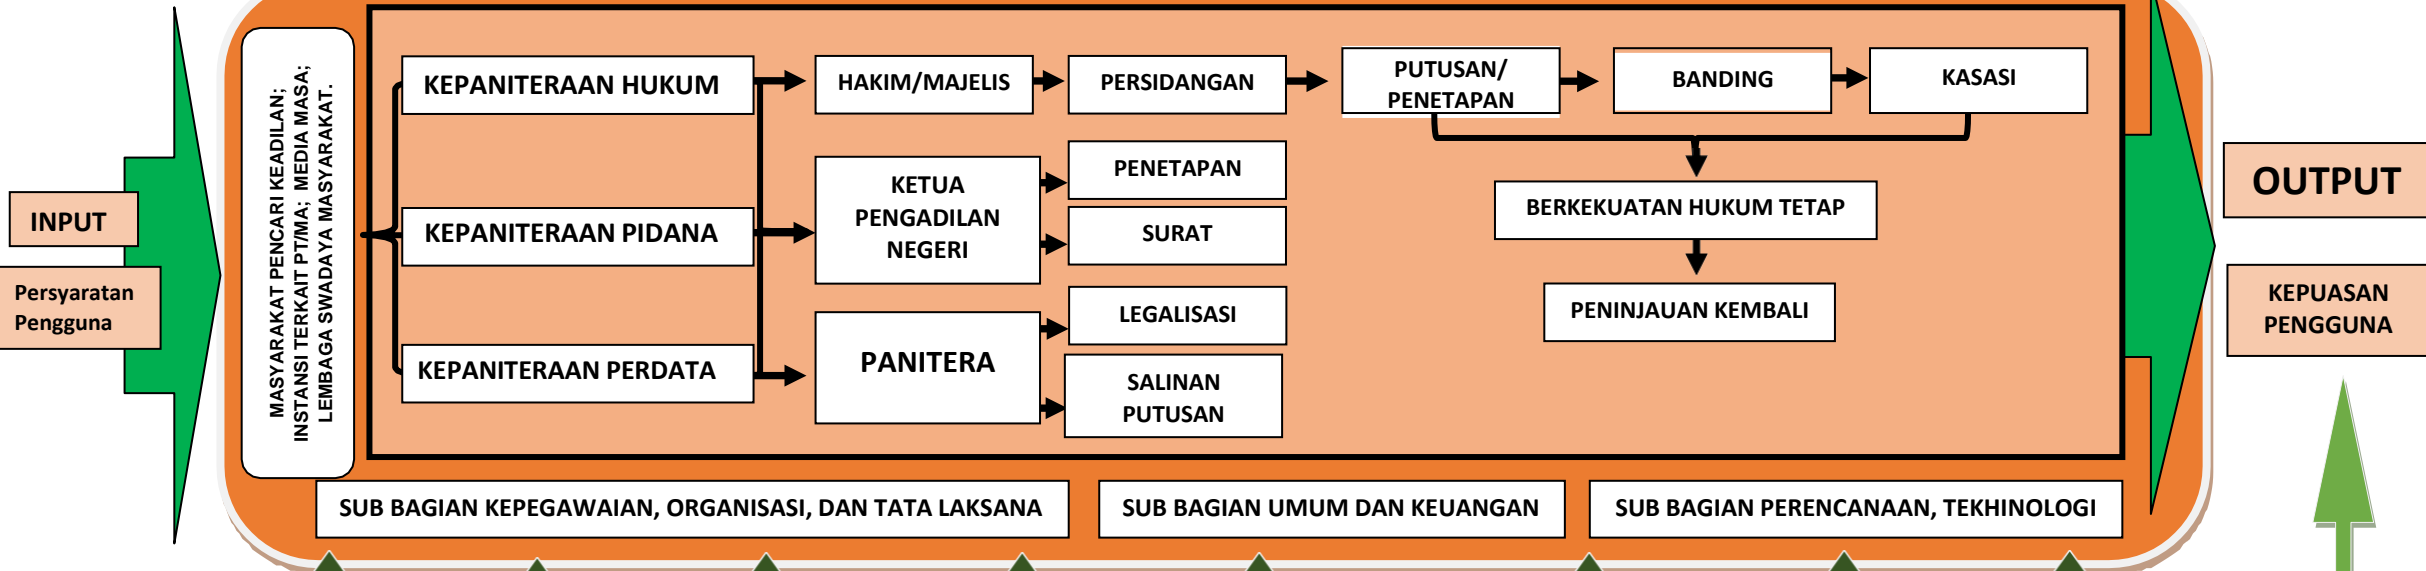 INPUT
Persyaratan
Pengguna
MASYARAKAT PENCARI KEADILAN;
INSTANSI TERKAIT PT/MA; MEDIA MASA;
LEMBAGA SWADAYA MASYARAKAT.
KEPANITERAAN HUKUM
KEPANITERAAN PIDANA
KEPANITERAAN PERDATA
HAKIM/MAJELIS
PERSIDANGAN
PUTUSAN/
PENETAPAN
BANDING
KASASI
KETUA
PENGADILAN
NEGERI
PENETAPAN
SURAT
BERKEKUATAN HUKUM TETAP
PENINJAUAN KEMBALI
PANITERA
LEGALISASI
SALINAN
PUTUSAN
SUB BAGIAN KEPEGAWAIAN, ORGANISASI, DAN TATA LAKSANA
SUB BAGIAN UMUM DAN KEUANGAN
SUB BAGIAN PERENCANAAN, TEKHINOLOGI
OUTPUT
KEPUASAN
PENGGUNA